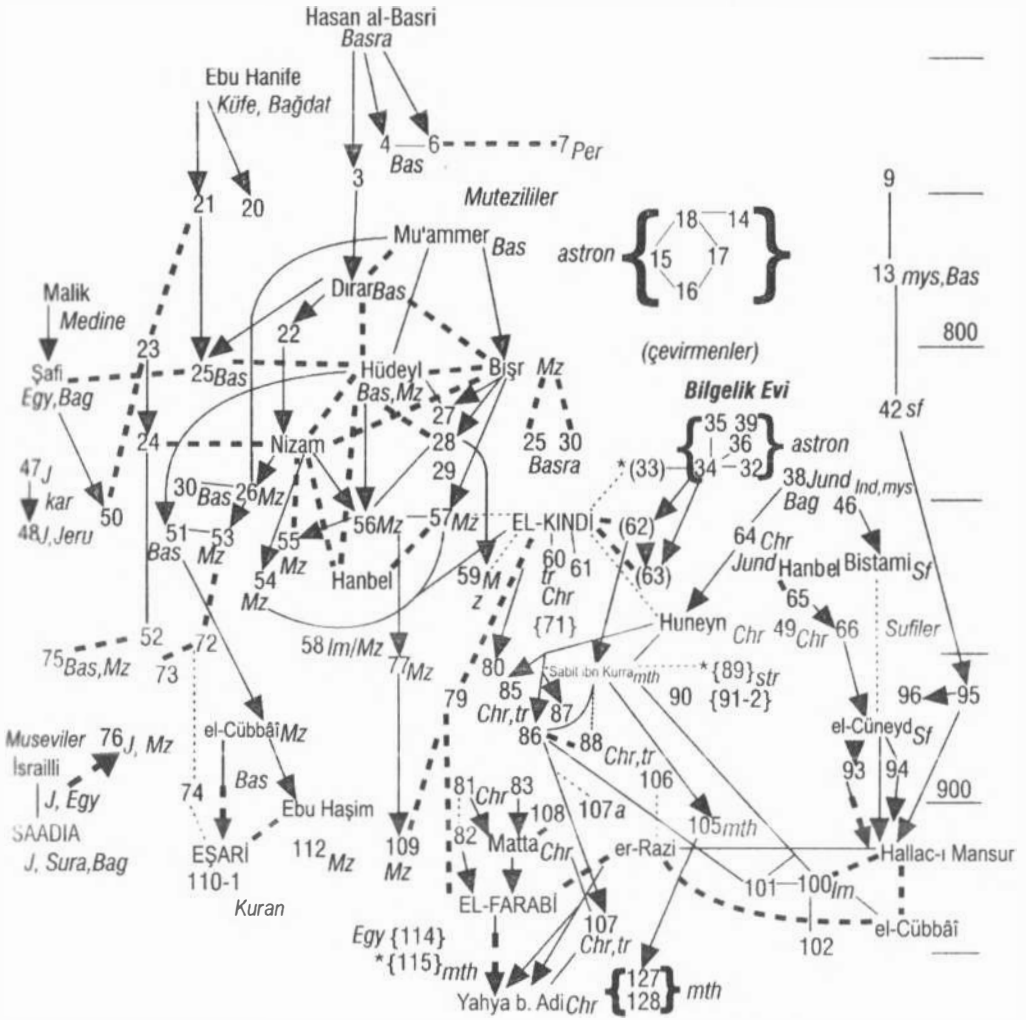 Hasan al-Basri
Basra
Ebu Hanife
Küfe, Bağdat
4 6 7 Per
Bas
3
9
21 20
Mutezililer
18 14
Mu'ammer Bas
astron { 15 17 }
16
13 mys, Bas
Malik
Medine
Dırar Bas
22
800
23
(çevirmenler)
Şafi
Egy, Bag
25 Bas
Hüdeyl
Bas, Mz
Bişr
Mz
Bilgelik Evi
27
42 sf
35 39
36
{ 34 32 } astron
24
Nizam
28
25 30
Basra
*(33)
47 J
kar
48 J, Jeru
50
30 Bas
26 Mz
29
38 Jund Ind, mys
Bag 46
51 53
Bas Mz
55
Mz
56 Mz
57 Mz
EL-KINDİ
(62)
64 Chr
Jund
54
Mz
Hanbel
59 M
z
60
tr
Chr
{71}
61
(63)
Hanbel
Bistami Sf
65
49 Chr 66
Huneyn Chr
Sufiler
52
72
58 Im/Mz
75 Bas, Mz
73
77 Mz
79
80
85
Chr, tr
Sabit ibn Kurra mth
*{89} str
90 {91-2}
96 95
87
86
88 Chr, tr
el-Cübbâî Mz
el-Cüneyd Sf
Museviler 76 J, Mz
İsrailli
J, Egy
SAADIA
J, Sura, Bag
Bas
93 94
900
74
Ebu Haşim
81 Chr 83
82
108
107a
106
105 mth
EŞARİ
110-1
Kuran
112 Mz
109
Mz
Matta Chr
er-Razi
Hallac-ı Mansur
101 100 Im
EL-FARABİ
107
Chr, tr
102
el-Cübbâî
Egy {114}
*{115} mth
Yahya b. Adi Chr
{ 127
128 } mth